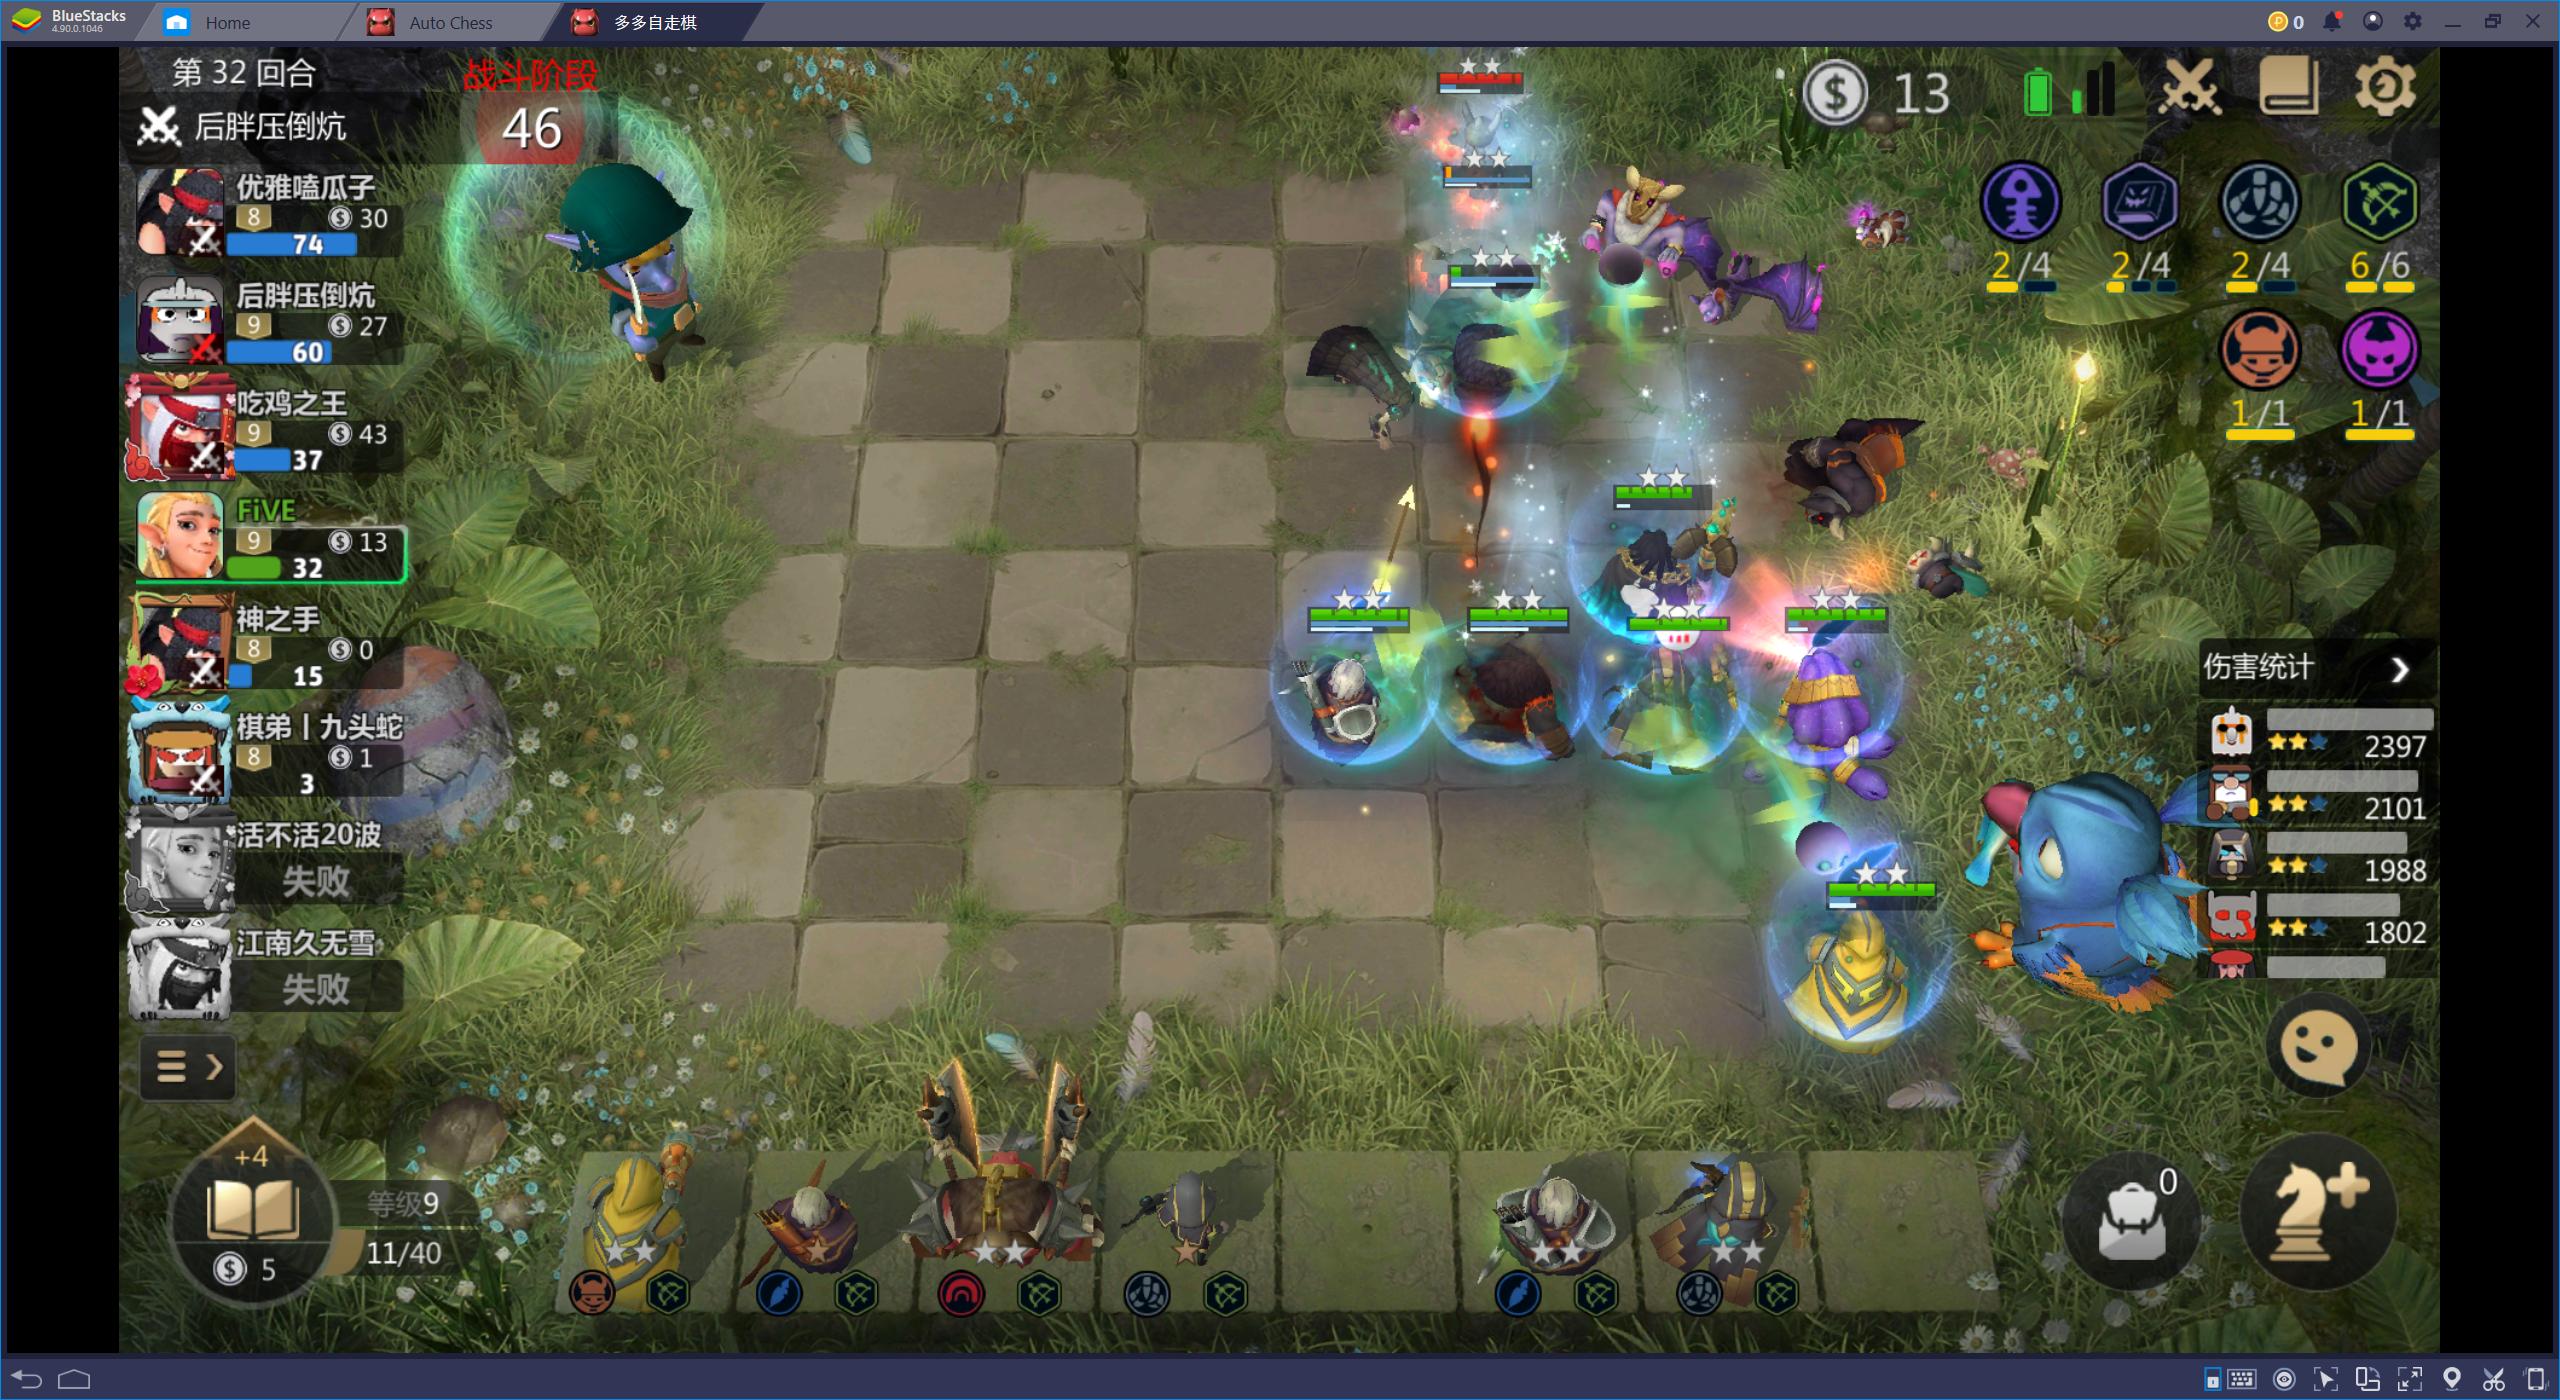 BlueStacks
4.90.0.1046
Home
Auto Chess
多多自走棋
0
第 32 回合
战斗阶段
后胖压倒炕
46
13
优雅嗑瓜子
8
30
74
后胖压倒炕
9
27
60
吃鸡之王
9
43
37
FiVE
9
13
32
神之手
8
0
15
棋弟丨九头蛇
8
1
3
活不活20波
失败
江南久无雪
失败
2/4
2/4
2/4
6/6
1/1
1/1
伤害统计
2397
2101
1988
1802
+4
5
等级9
11/40
0